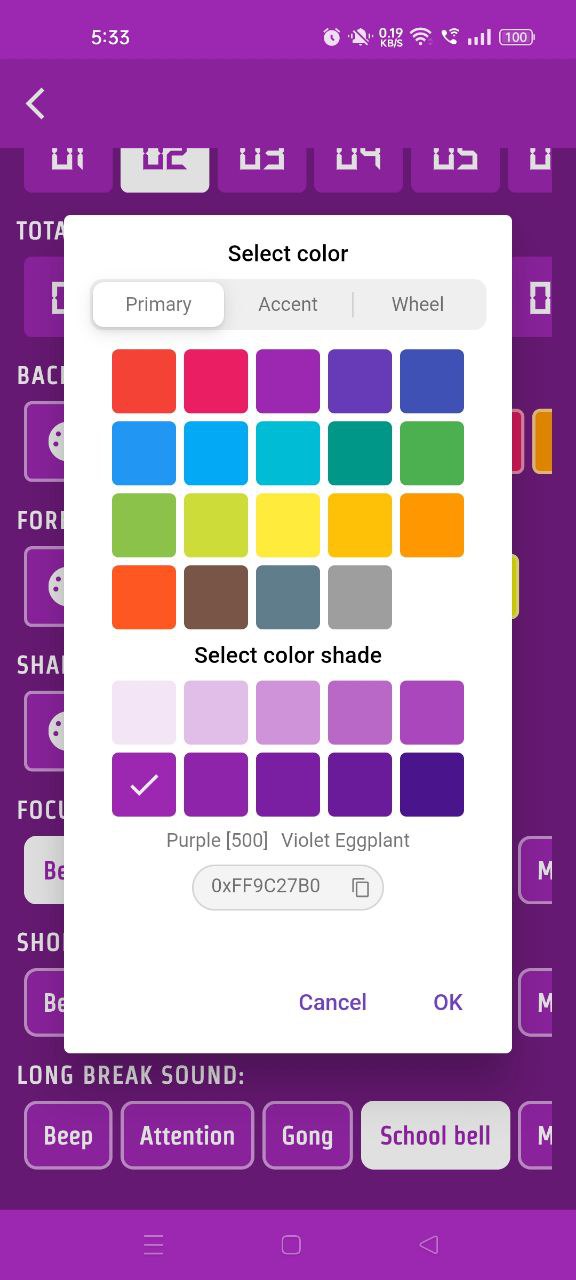 5:33
0.19
KB/S
100
01 02 03 04 05
TOTA
Select color
Primary Accent Wheel
BACK
FORE
Select color shade
SHA
Purple [500] Violet Eggplant
FOCU
Be M
0xFF9C27B0
SHO
Be M
Cancel OK
LONG BREAK SOUND:
Beep Attention Gong School bell M